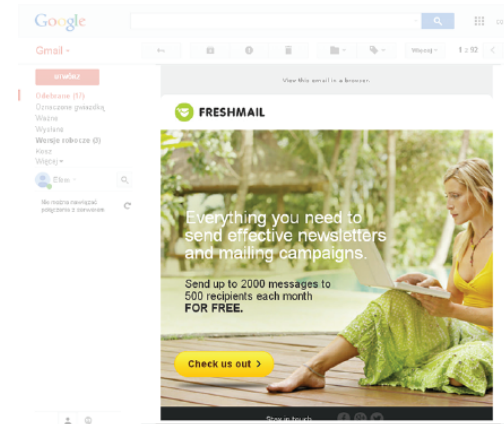 Google
Gmail
Więcej
1 z 92
UTWÓRZ
Odebrane (17)
Oznaczone gwiazdką
Ważne
Wysłane
Wersje robocze (3)
Kosz
Więcej
View this email in a browser
FRESHMAIL
Everything you need to
send effective newsletters
and mailing campaigns.
Send up to 2000 messages to
500 recipients each month
FOR FREE.
Check us out >
Stay in touch